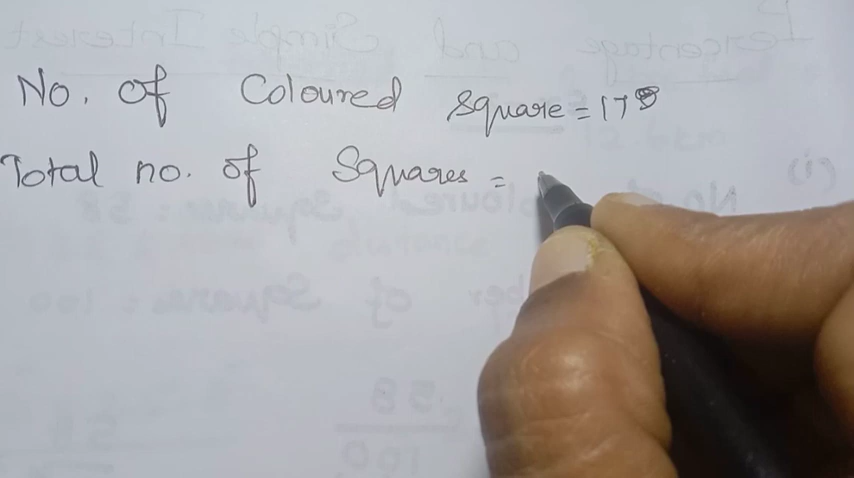 No. of Coloured square = 17
Total no. of Squares =